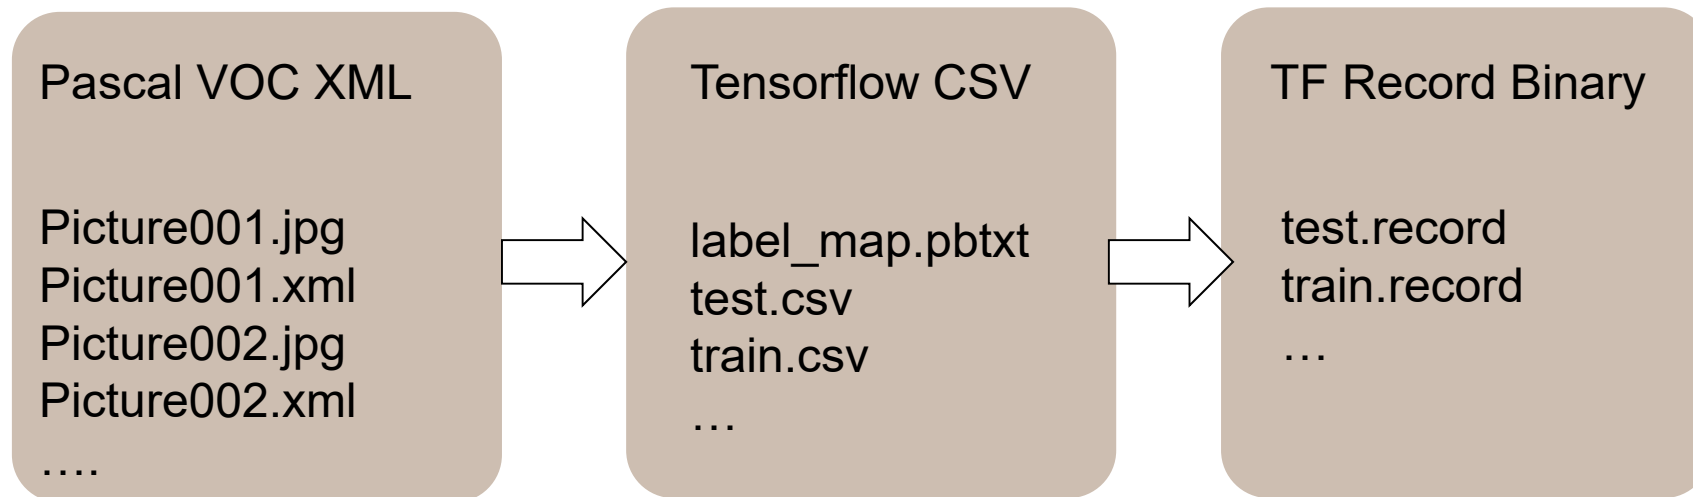 Pascal VOC XML
Picture001.jpg
Picture001.xml
Picture002.jpg
Picture002.xml
….
Tensorflow CSV
label_map.pbtxt
test.csv
train.csv
…
TF Record Binary
test.record
train.record
…